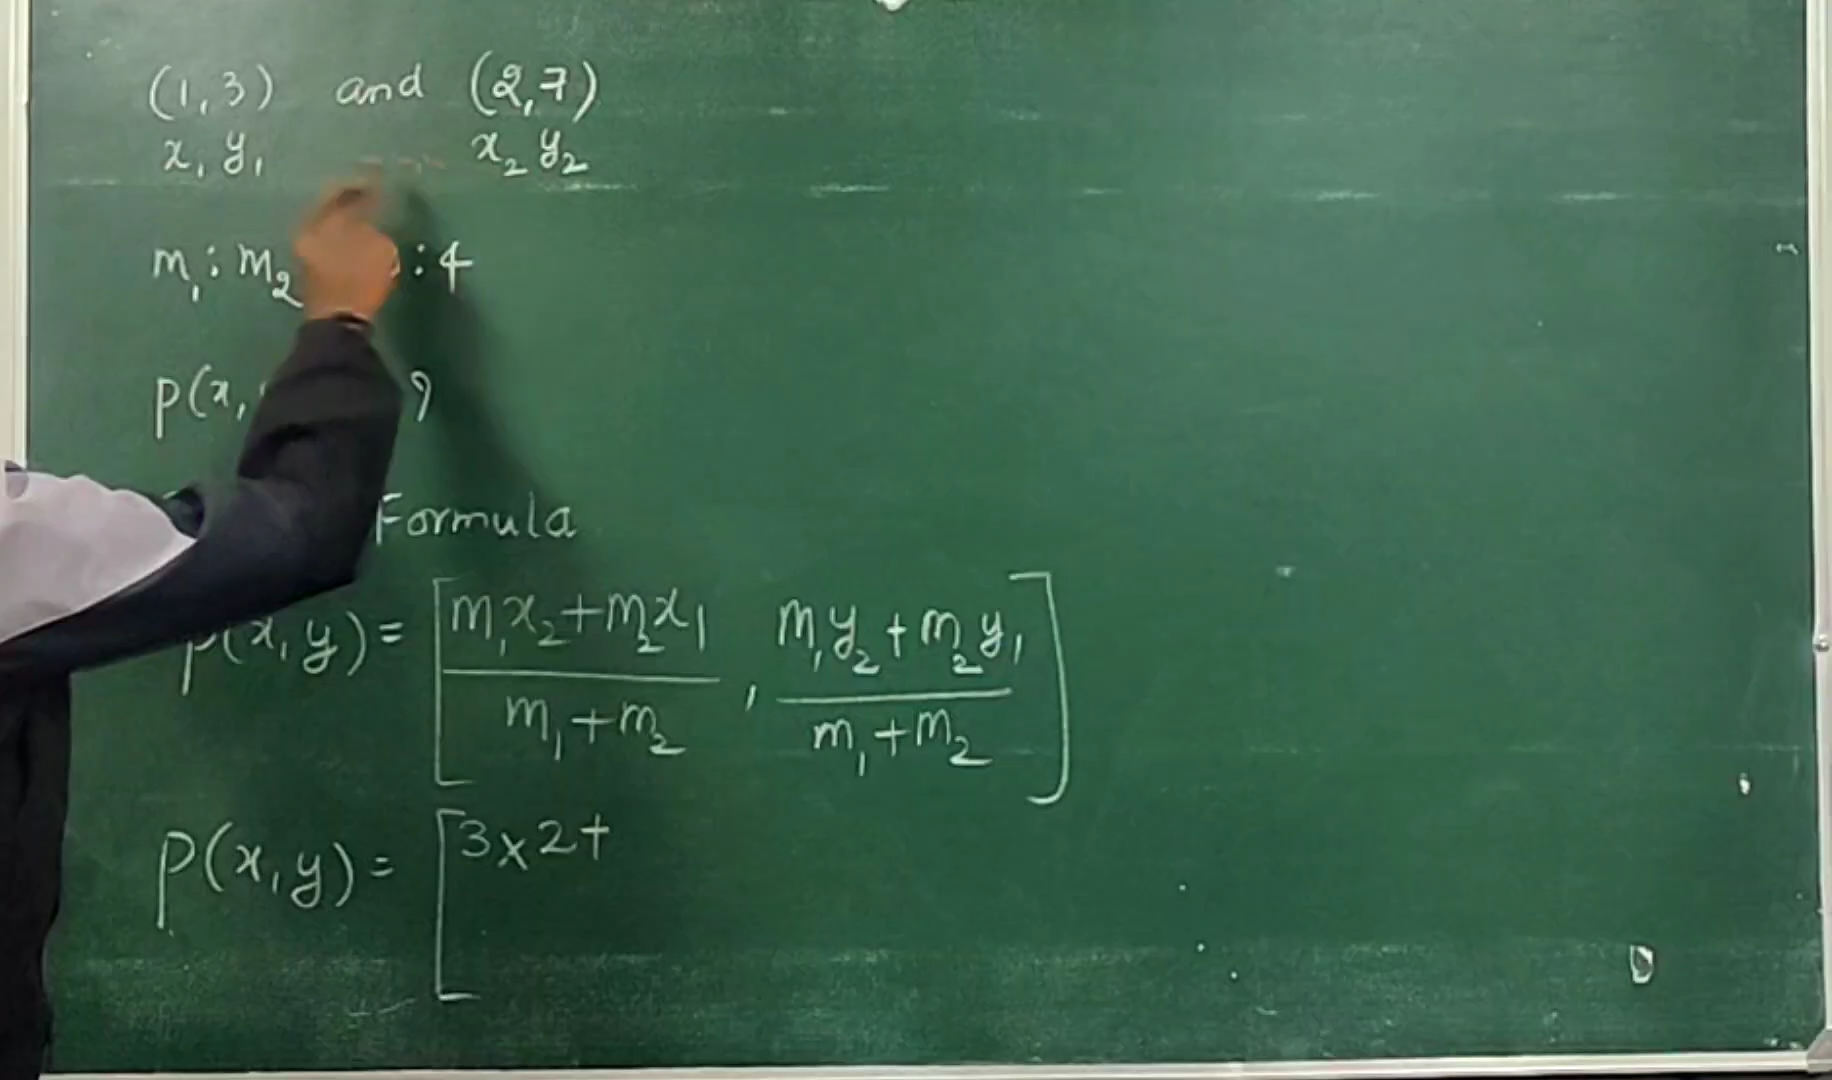 (1,3) and (2,7)
x₁ y₁ x₂ y₂
m₁ : m₂ : 4
P(x, ?
Formula
P(x,y) = [m₁x₂+m₂x₁ / m₁+m₂ , m₁y₂+m₂y₁ / m₁+m₂]
P(x,y) = [3×2+